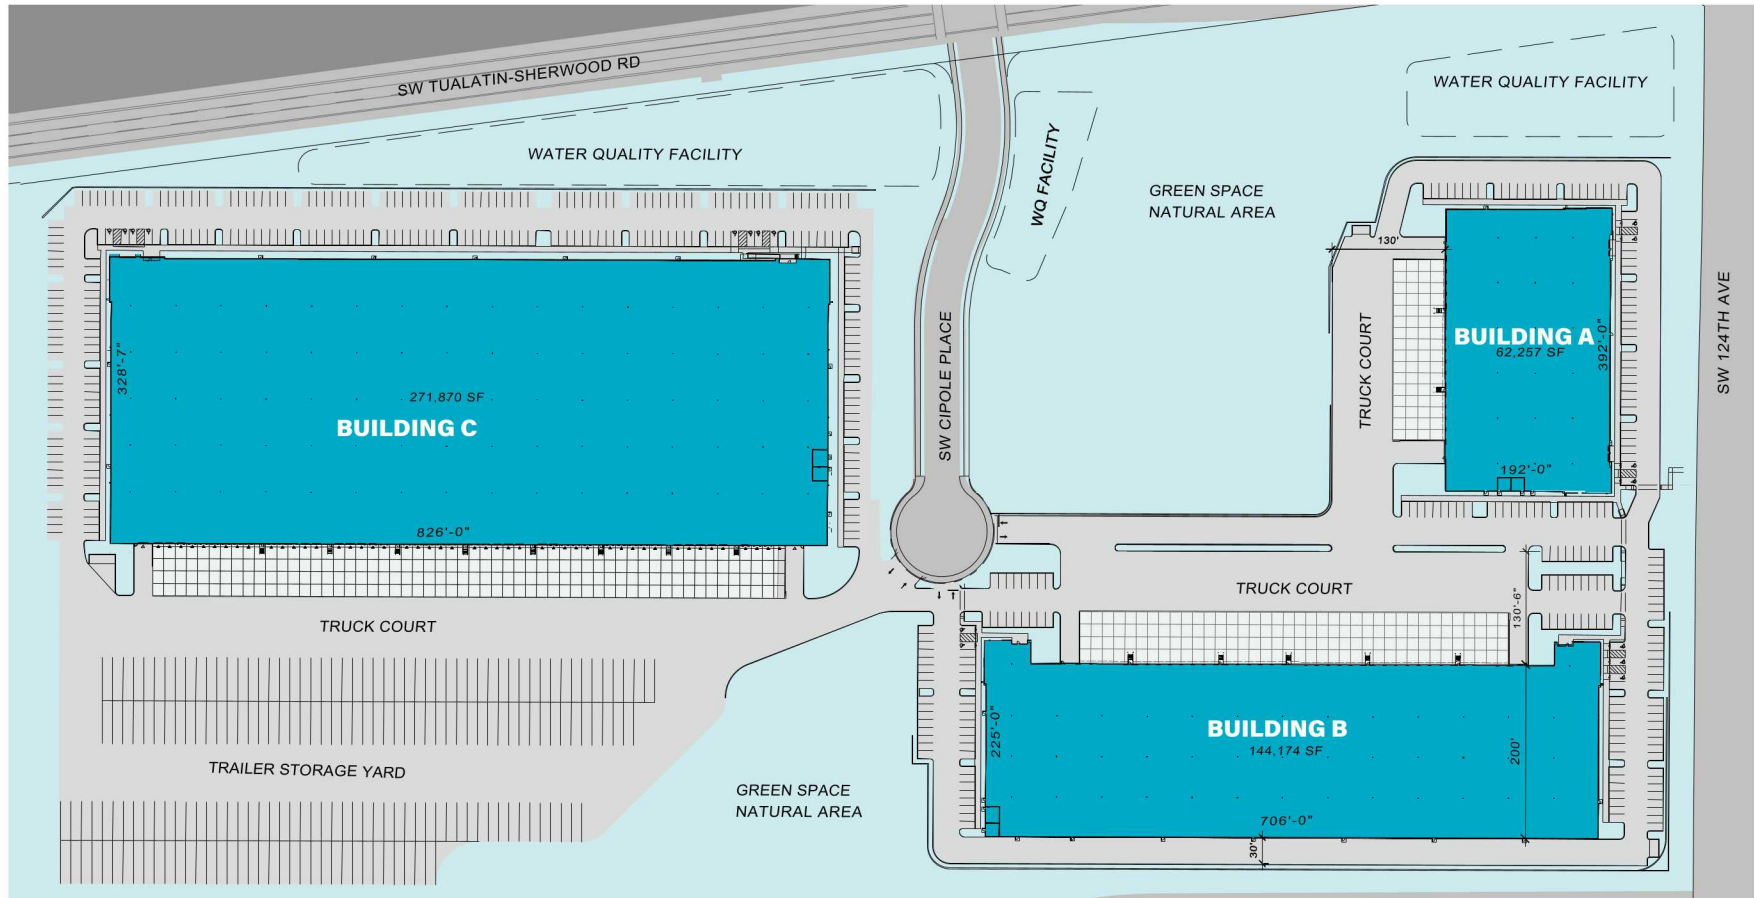 SW TUALATIN-SHERWOOD RD
WATER QUALITY FACILITY
WATER QUALITY FACILITY
WQ FACILITY
GREEN SPACE
NATURAL AREA
130'
TRUCK COURT
BUILDING A
62,257 SF
392'-0"
192'-0"
SW 124TH AVE
SW CIPOLE PLACE
328'-7"
271,870 SF
BUILDING C
826'-0"
TRUCK COURT
TRAILER STORAGE YARD
TRUCK COURT
130'-6"
225'-0"
BUILDING B
144,174 SF
200'
706'-0"
30'
GREEN SPACE
NATURAL AREA